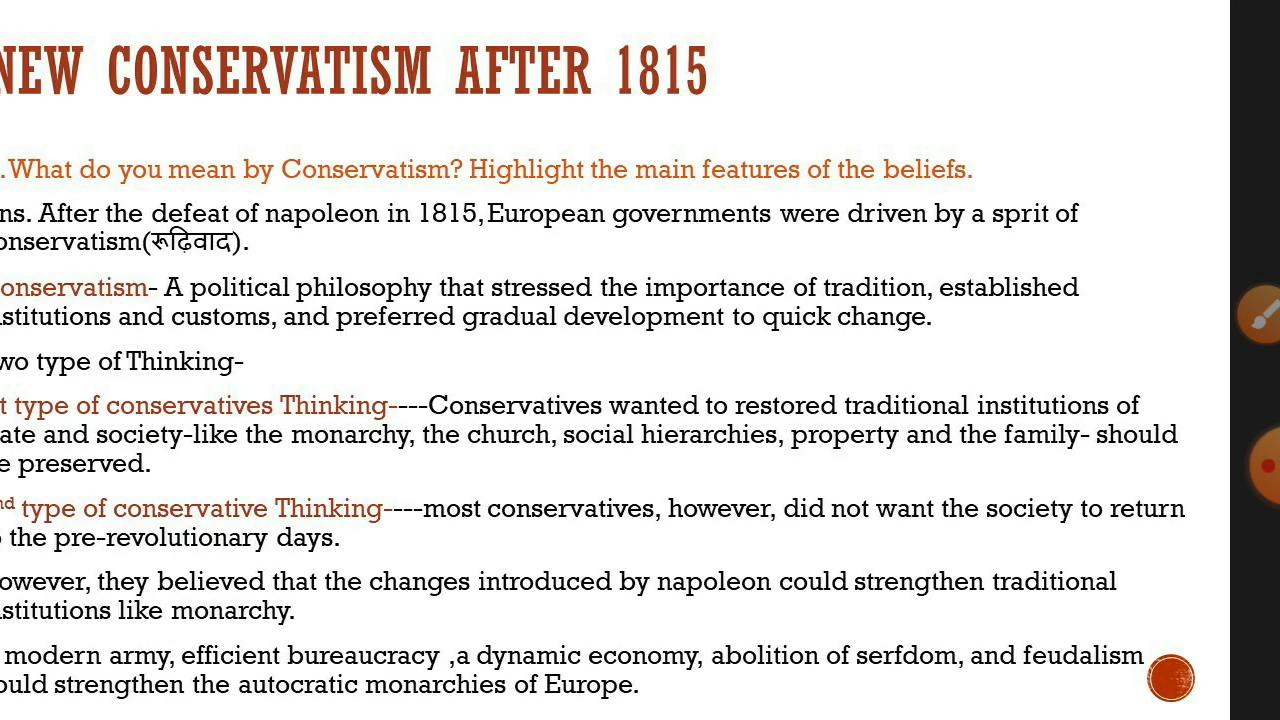 NEW CONSERVATISM AFTER 1815
.What do you mean by Conservatism? Highlight the main features of the beliefs.
ns. After the defeat of napoleon in 1815,European governments were driven by a sprit of
onservatism(रूढ़िवाद).
onservatism- A political philosophy that stressed the importance of tradition, established
stitutions and customs, and preferred gradual development to quick change.
wo type of Thinking-
t type of conservatives Thinking----Conservatives wanted to restored traditional institutions of
ate and society-like the monarchy, the church, social hierarchies, property and the family- should
e preserved.
nd type of conservative Thinking----most conservatives, however, did not want the society to return
o the pre-revolutionary days.
owever, they believed that the changes introduced by napoleon could strengthen traditional
stitutions like monarchy.
modern army, efficient bureaucracy ,a dynamic economy, abolition of serfdom, and feudalism
ould strengthen the autocratic monarchies of Europe.